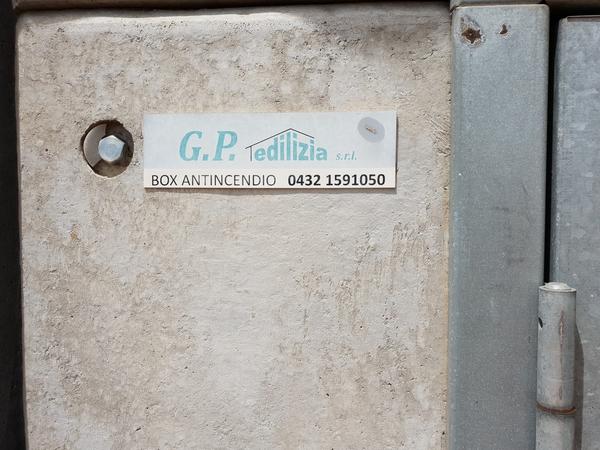 G.P. edilizia s.r.l.
BOX ANTINCENDIO 0432 1591050